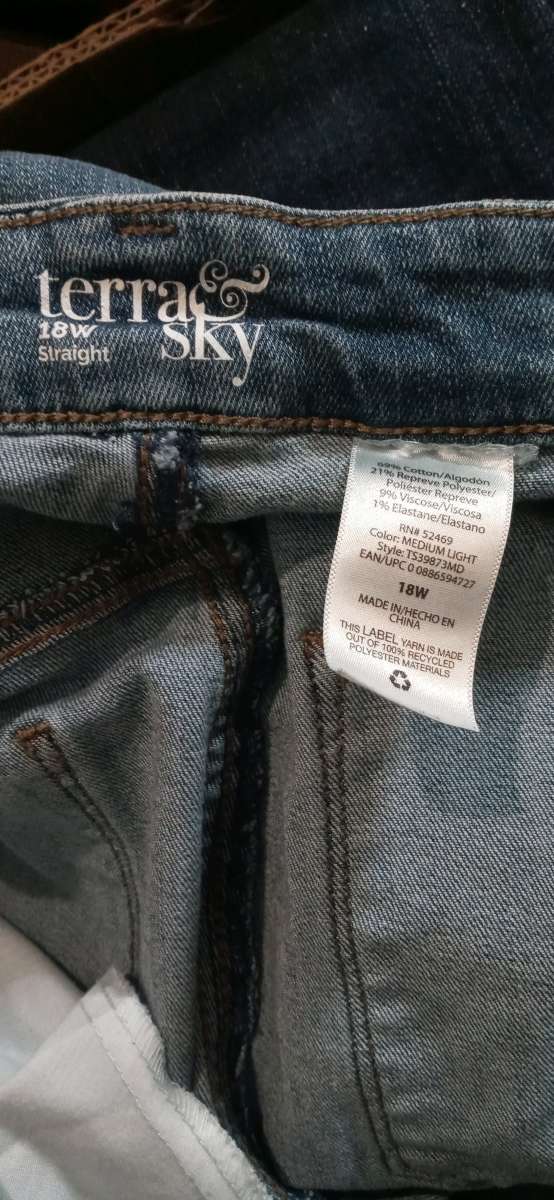 terra &
18W
Straight
sky
69% Cotton/Algodón
21% Repreve Polyester/
Poliéster Repreve
9% Viscose/Viscosa
1% Elastane/Elastano
RN# 52469
Color: MEDIUM LIGHT
Style: TS39873MD
EAN/UPC 0 0886594727
18W
MADE IN/HECHO EN
CHINA
THIS LABEL YARN IS MADE
OUT OF 100% RECYCLED
POLYESTER MATERIALS